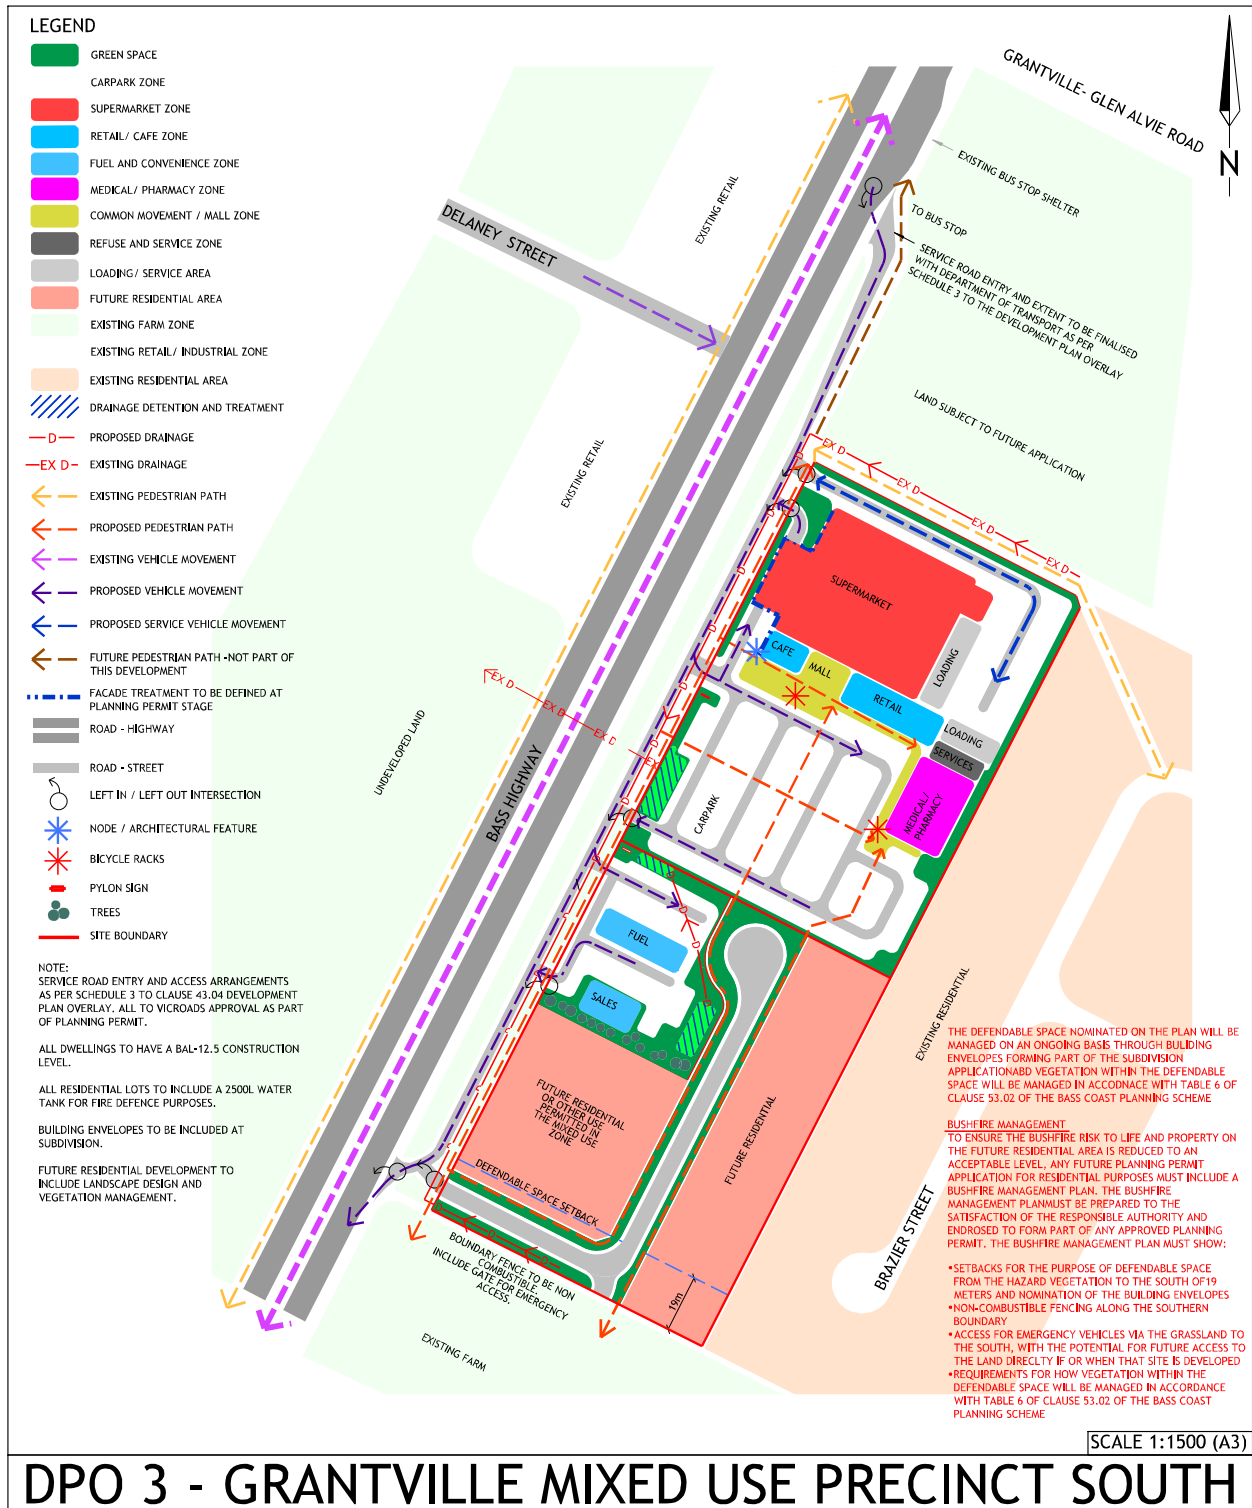 LEGEND
GREEN SPACE
CARPARK ZONE
SUPERMARKET ZONE
RETAIL/ CAFE ZONE
FUEL AND CONVENIENCE ZONE
MEDICAL/ PHARMACY ZONE
COMMON MOVEMENT / MALL ZONE
REFUSE AND SERVICE ZONE
LOADING/ SERVICE AREA
FUTURE RESIDENTIAL AREA
EXISTING FARM ZONE
EXISTING RETAIL/ INDUSTRIAL ZONE
EXISTING RESIDENTIAL AREA
DRAINAGE DETENTION AND TREATMENT
D PROPOSED DRAINAGE
EX D EXISTING DRAINAGE
EXISTING PEDESTRIAN PATH
PROPOSED PEDESTRIAN PATH
EXISTING VEHICLE MOVEMENT
PROPOSED VEHICLE MOVEMENT
PROPOSED SERVICE VEHICLE MOVEMENT
FUTURE PEDESTRIAN PATH -NOT PART OF
THIS DEVELOPMENT
FACADE TREATMENT TO BE DEFINED AT
PLANNING PERMIT STAGE
ROAD - HIGHWAY
ROAD - STREET
LEFT IN / LEFT OUT INTERSECTION
NODE / ARCHITECTURAL FEATURE
BICYCLE RACKS
PYLON SIGN
TREES
SITE BOUNDARY
NOTE:
SERVICE ROAD ENTRY AND ACCESS ARRANGEMENTS
AS PER SCHEDULE 3 TO CLAUSE 43.04 DEVELOPMENT
PLAN OVERLAY. ALL TO VICROADS APPROVAL AS PART
OF PLANNING PERMIT.
ALL DWELLINGS TO HAVE A BAL-12.5 CONSTRUCTION
LEVEL.
ALL RESIDENTIAL LOTS TO INCLUDE A 2500L WATER
TANK FOR FIRE DEFENCE PURPOSES.
BUILDING ENVELOPES TO BE INCLUDED AT
SUBDIVISION.
FUTURE RESIDENTIAL DEVELOPMENT TO
INCLUDE LANDSCAPE DESIGN AND
VEGETATION MANAGEMENT.
GRANTVILLE- GLEN ALVIE ROAD
N
EXISTING BUS STOP SHELTER
TO BUS STOP
SERVICE ROAD ENTRY AND EXTENT TO BE FINALISED
WITH DEPARTMENT OF TRANSPORT AS PER
SCHEDULE 3 TO THE DEVELOPMENT PLAN OVERLAY
EXISTING RETAIL
DELANEY STREET
LAND SUBJECT TO FUTURE APPLICATION
EXISTING RETAIL
EX D
EX D
EX D
EX D
D
D
D
D
SUPERMARKET
CAFE
MALL
RETAIL
LOADING
LOADING
SERVICES
MEDICAL/
PHARMACY
CARPARK
EX D
EX D
EX D
EX
D
D
D
D
UNDEVELOPED LAND
BASS HIGHWAY
FUEL
SALES
D
D
FUTURE RESIDENTIAL
OR OTHER USE
PERMITTED IN
THE MIXED USE
ZONE
DEFENDABLE SPACE SETBACK
BOUNDARY FENCE TO BE NON
COMBUSTIBLE.
INCLUDE GATE FOR EMERGENCY
ACCESS.
19m
EXISTING FARM
FUTURE RESIDENTIAL
EXISTING RESIDENTIAL
BRAZIER STREET
THE DEFENDABLE SPACE NOMINATED ON THE PLAN WILL BE
MANAGED ON AN ONGOING BASIS THROUGH BULIDING
ENVELOPES FORMING PART OF THE SUBDIVISION
APPLICATIONABD VEGETATION WITHIN THE DEFENDABLE
SPACE WILL BE MANAGED IN ACCODNACE WITH TABLE 6 OF
CLAUSE 53.02 OF THE BASS COAST PLANNING SCHEME
BUSHFIRE MANAGEMENT
TO ENSURE THE BUSHFIRE RISK TO LIFE AND PROPERTY ON
THE FUTURE RESIDENTIAL AREA IS REDUCED TO AN
ACCEPTABLE LEVEL, ANY FUTURE PLANNING PERMIT
APPLICATION FOR RESIDENTIAL PURPOSES MUST INCLUDE A
BUSHFIRE MANAGEMENT PLAN. THE BUSHFIRE
MANAGEMENT PLANMUST BE PREPARED TO THE
SATISFACTION OF THE RESPONSIBLE AUTHORITY AND
ENDROSED TO FORM PART OF ANY APPROVED PLANNING
PERMIT. THE BUSHFIRE MANAGEMENT PLAN MUST SHOW:
•SETBACKS FOR THE PURPOSE OF DEFENDABLE SPACE
FROM THE HAZARD VEGETATION TO THE SOUTH OF19
METERS AND NOMINATION OF THE BUILDING ENVELOPES
•NON-COMBUSTIBLE FENCING ALONG THE SOUTHERN
BOUNDARY
•ACCESS FOR EMERGENCY VEHICLES VIA THE GRASSLAND TO
THE SOUTH, WITH THE POTENTIAL FOR FUTURE ACCESS TO
THE LAND DIRECLTY IF OR WHEN THAT SITE IS DEVELOPED
•REQUIREMENTS FOR HOW VEGETATION WITHIN THE
DEFENDABLE SPACE WILL BE MANAGED IN ACCORDANCE
WITH TABLE 6 OF CLAUSE 53.02 OF THE BASS COAST
PLANNING SCHEME
SCALE 1:1500 (A3)
DPO 3 - GRANTVILLE MIXED USE PRECINCT SOUTH